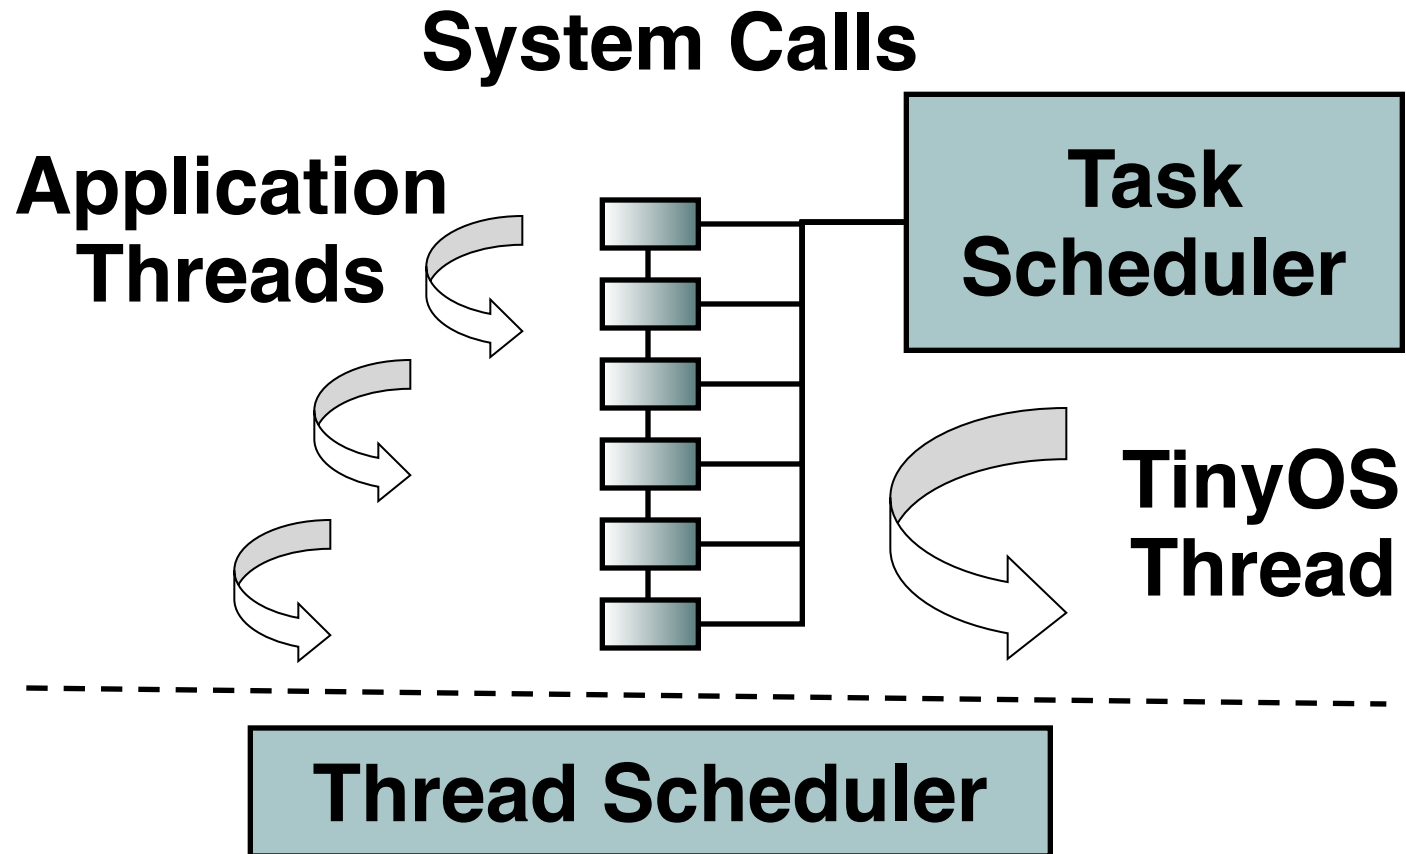 System Calls
Application
Threads
Task
Scheduler
TinyOS
Thread
Thread Scheduler